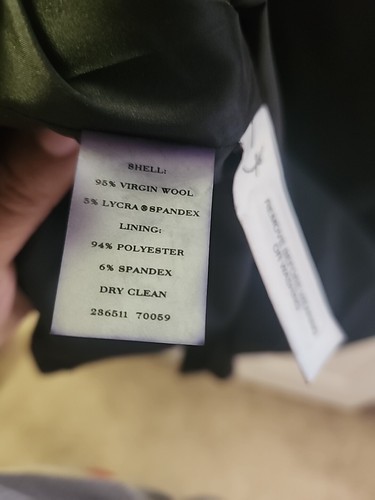 SHELL:
95% VIRGIN WOOL
5% LYCRA®SPANDEX
LINING:
94% POLYESTER
6% SPANDEX
DRY CLEAN
286511 70059